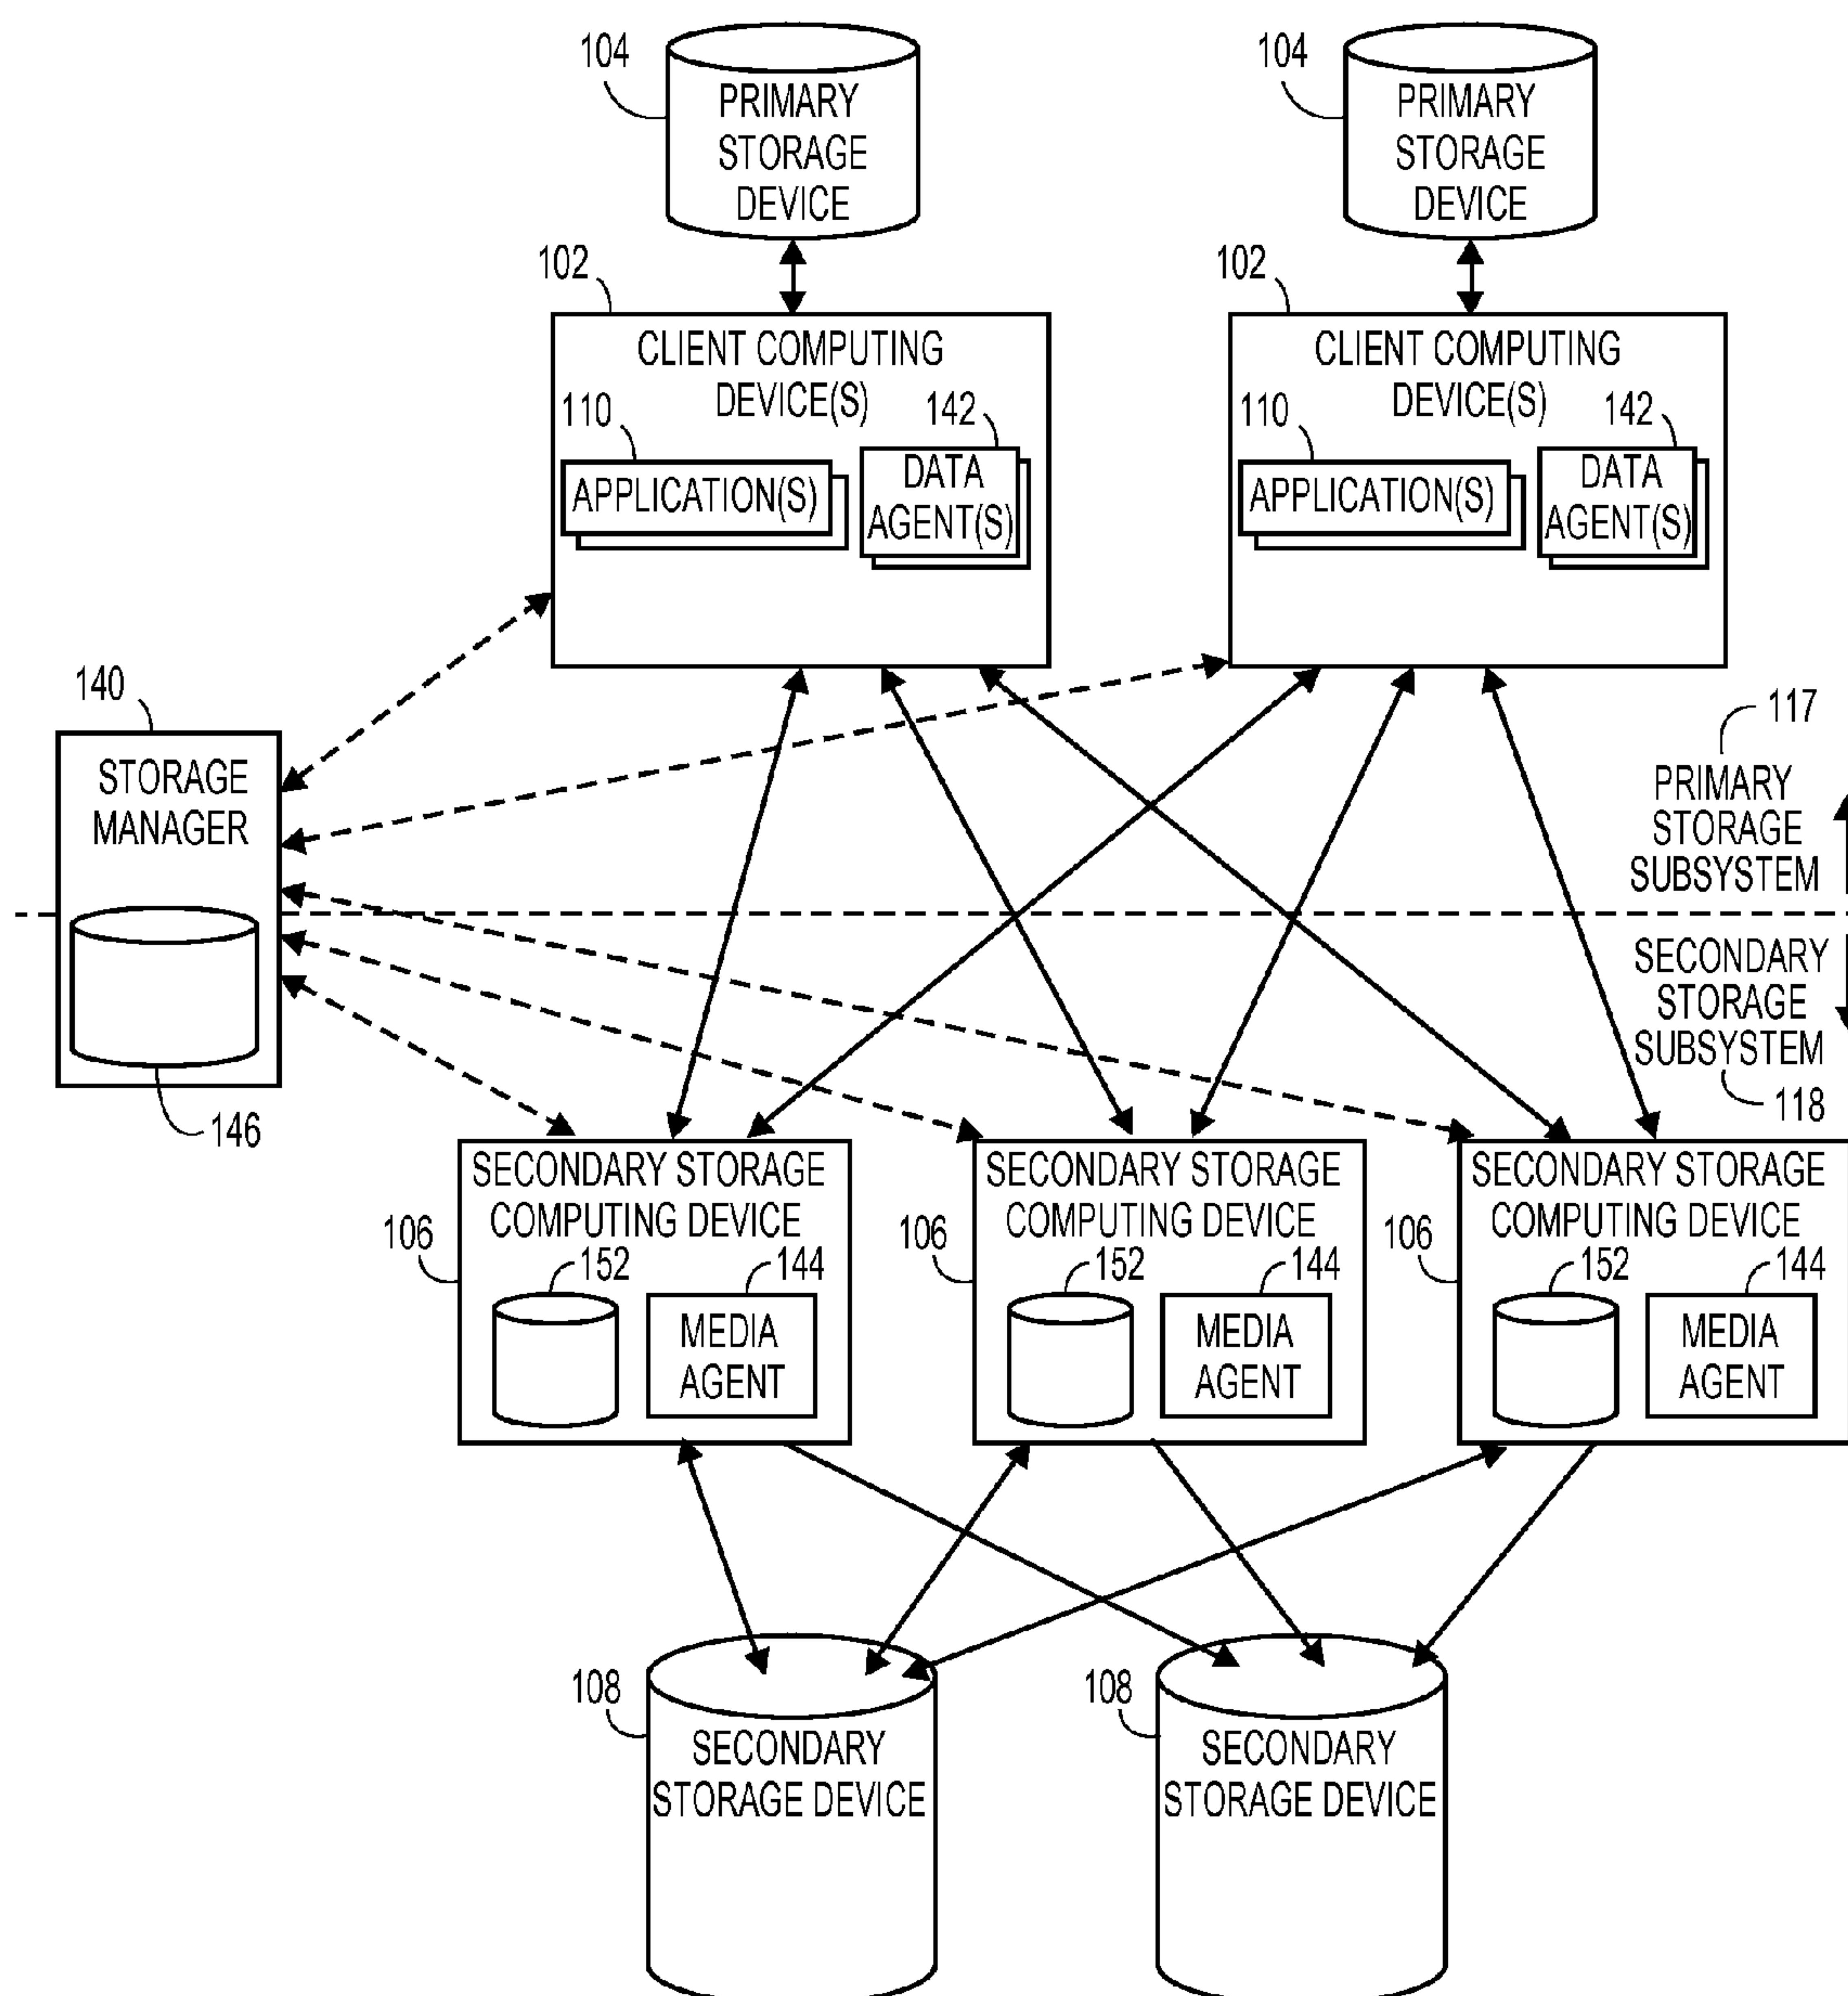 104
PRIMARY
STORAGE
DEVICE
104
PRIMARY
STORAGE
DEVICE
102
CLIENT COMPUTING
DEVICE(S)
110
142
APPLICATION(S)
DATA
AGENT(S)
102
CLIENT COMPUTING
DEVICE(S)
110
142
APPLICATION(S)
DATA
AGENT(S)
140
STORAGE
MANAGER
146
117
PRIMARY
STORAGE
SUBSYSTEM
SECONDARY
STORAGE
SUBSYSTEM
118
SECONDARY STORAGE
COMPUTING DEVICE
106
152
144
MEDIA
AGENT
SECONDARY STORAGE
COMPUTING DEVICE
106
152
144
MEDIA
AGENT
SECONDARY STORAGE
COMPUTING DEVICE
106
152
144
MEDIA
AGENT
108
SECONDARY
STORAGE DEVICE
108
SECONDARY
STORAGE DEVICE